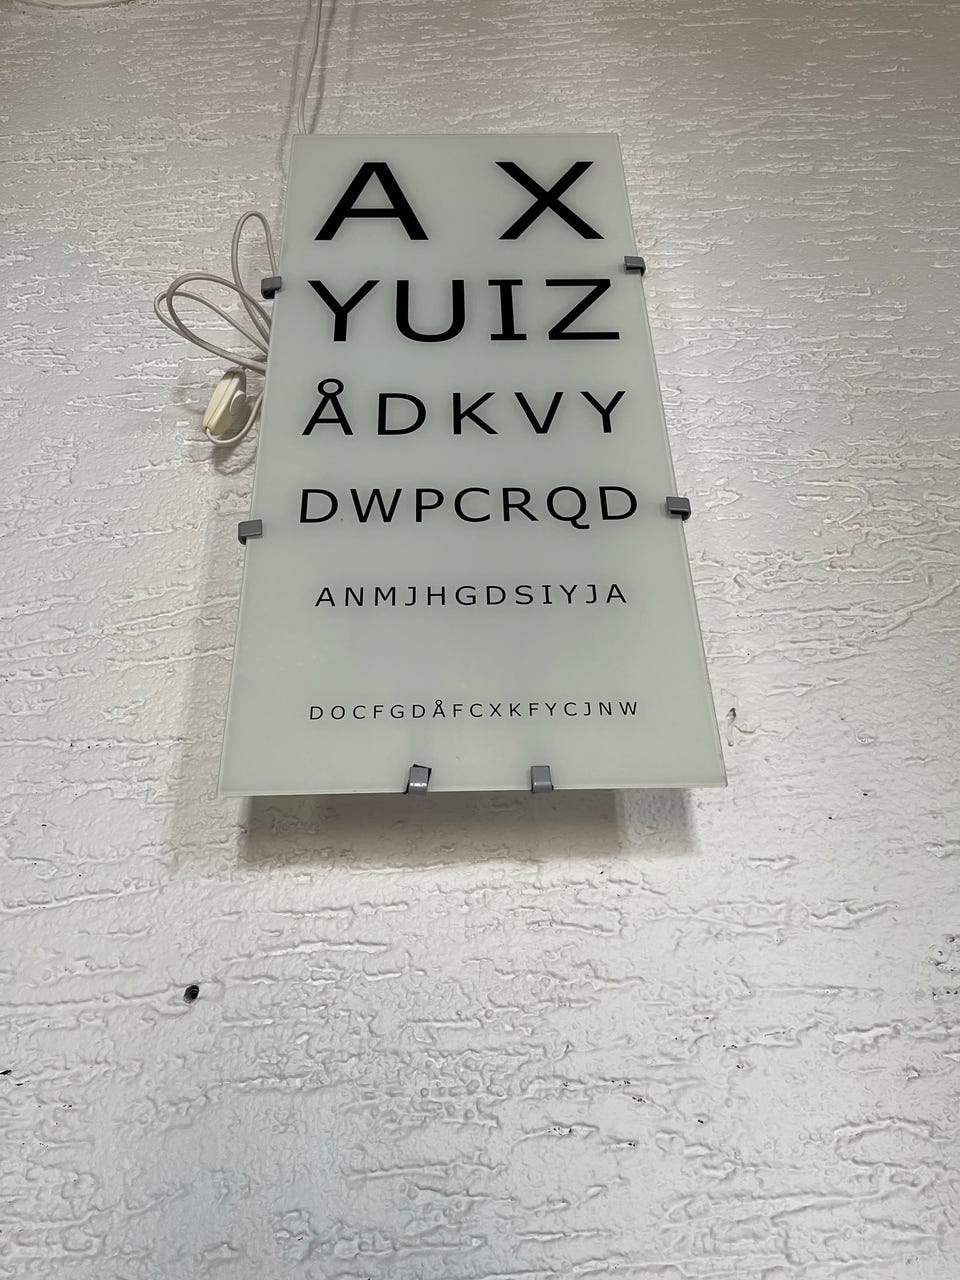 A X
YUIZ
ÅDKVY
DWPCRQD
ANMJHGDSIYJA
DOCFGDÅFCXKFYCJNW